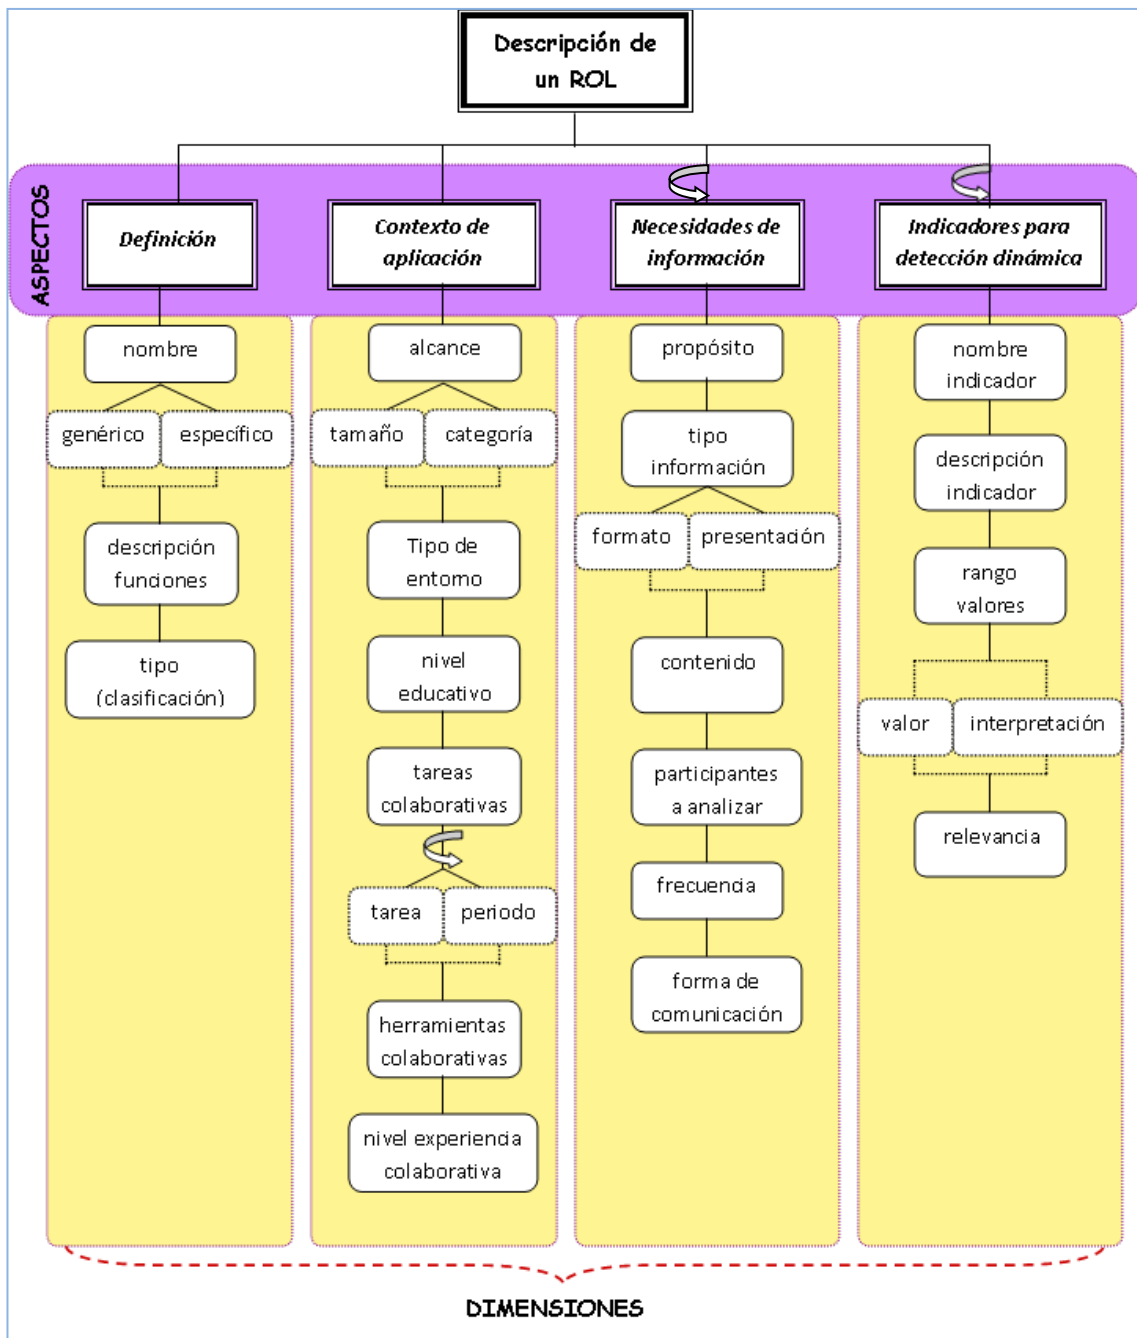 Descripción de
un ROL
ASPECTOS
Definición
Contexto de
aplicación
Necesidades de
información
Indicadores para
detección dinámica
nombre
genérico
específico
descripción
funciones
tipo
(clasificación)
alcance
tamaño
categoría
Tipo de
entorno
nivel
educativo
tareas
colaborativas
tarea
periodo
herramientas
colaborativas
nivel experiencia
colaborativa
propósito
tipo
información
formato
presentación
contenido
participantes
a analizar
frecuencia
forma de
comunicación
nombre
indicador
descripción
indicador
rango
valores
valor
interpretación
relevancia
DIMENSIONES